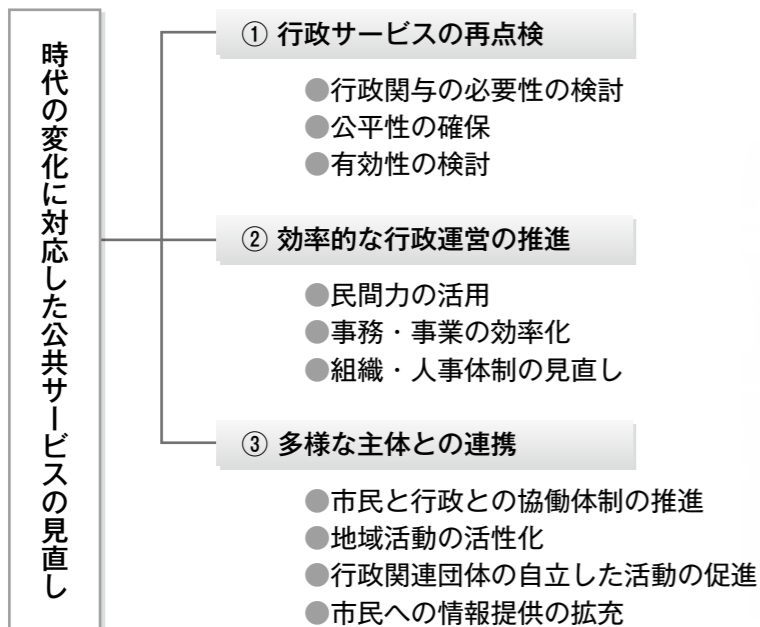 時代の変化に対応した公共サービスの見直し
① 行政サービスの再点検
●行政関与の必要性の検討
●公平性の確保
●有効性の検討
② 効率的な行政運営の推進
●民間力の活用
●事務・事業の効率化
●組織・人事体制の見直し
③ 多様な主体との連携
●市民と行政との協働体制の推進
●地域活動の活性化
●行政関連団体の自立した活動の促進
●市民への情報提供の拡充